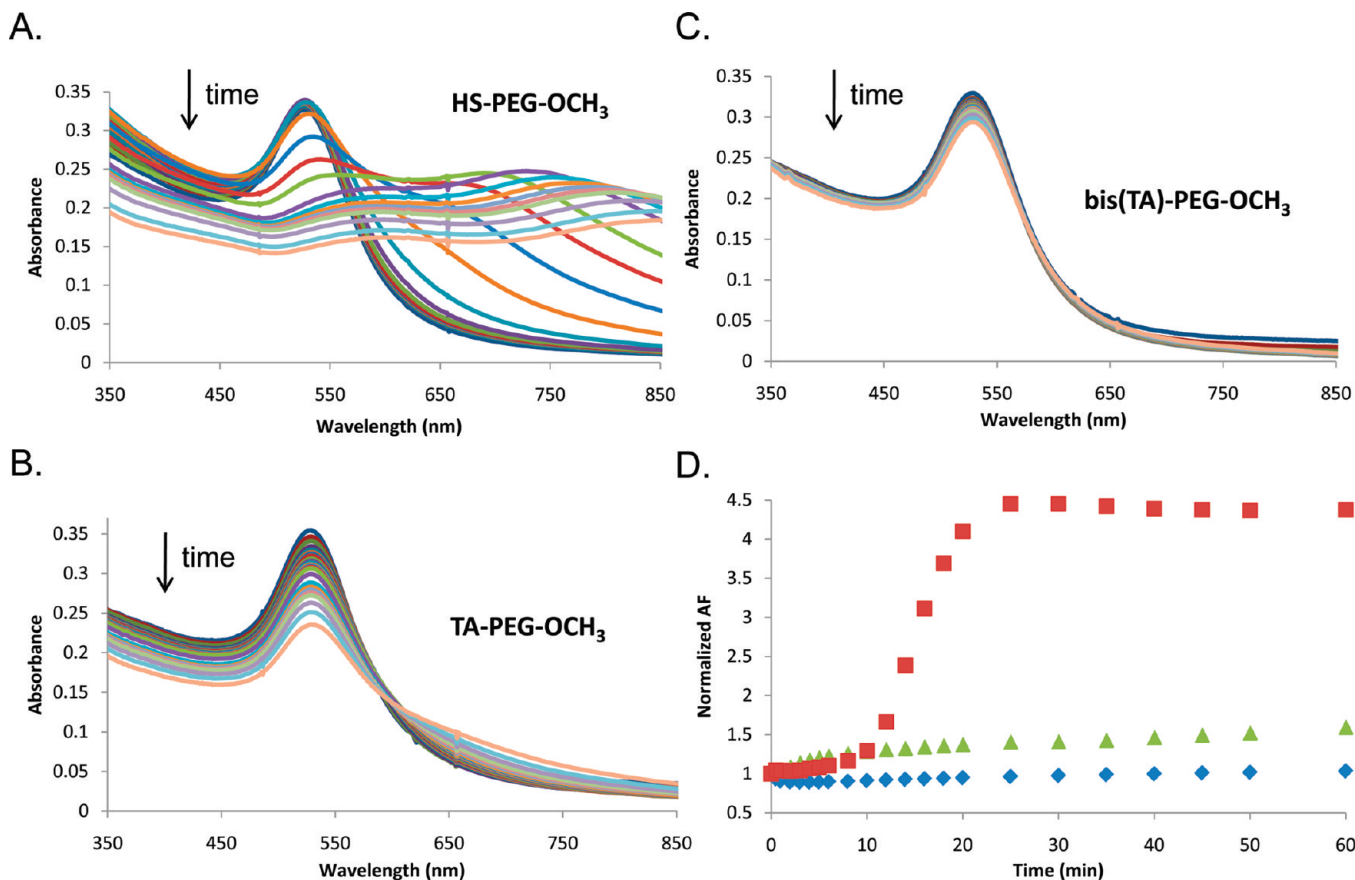 A.
time
HS-PEG-OCH₃
Absorbance
0.35
0.3
0.25
0.2
0.15
0.1
0.05
0
350 450 550 650 750 850
Wavelength (nm)
B.
time
TA-PEG-OCH₃
Absorbance
0.35
0.3
0.25
0.2
0.15
0.1
0.05
0
350 450 550 650 750 850
Wavelength (nm)
C.
time
bis(TA)-PEG-OCH₃
Absorbance
0.35
0.3
0.25
0.2
0.15
0.1
0.05
0
350 450 550 650 750 850
Wavelength (nm)
D.
Normalized AF
4.5
4
3.5
3
2.5
2
1.5
1
0.5
0 10 20 30 40 50 60
Time (min)